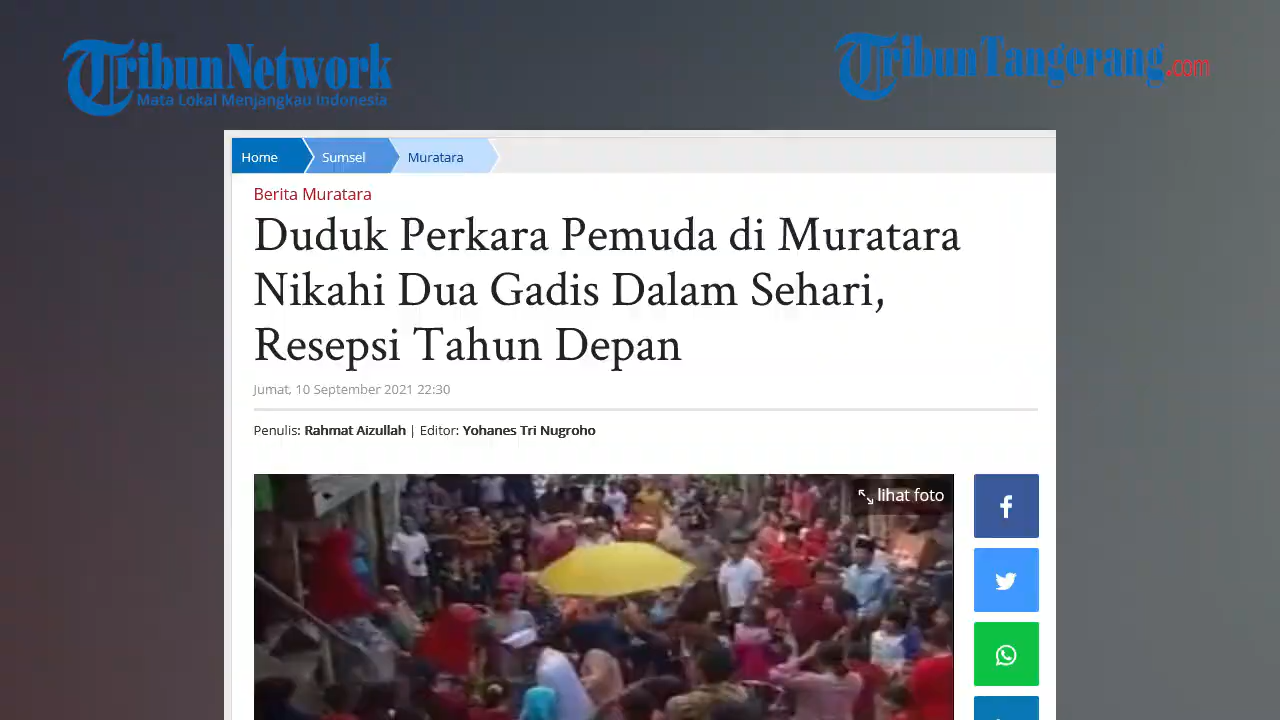 TribunNetwork
Mata Lokal Menjangkau Indonesia
TribunTangerang.com
Home Sumsel Muratara
Berita Muratara
Duduk Perkara Pemuda di Muratara
Nikahi Dua Gadis Dalam Sehari,
Resepsi Tahun Depan
Jumat, 10 September 2021 22:30
Penulis: Rahmat Aizullah | Editor: Yohanes Tri Nugroho
lihat foto